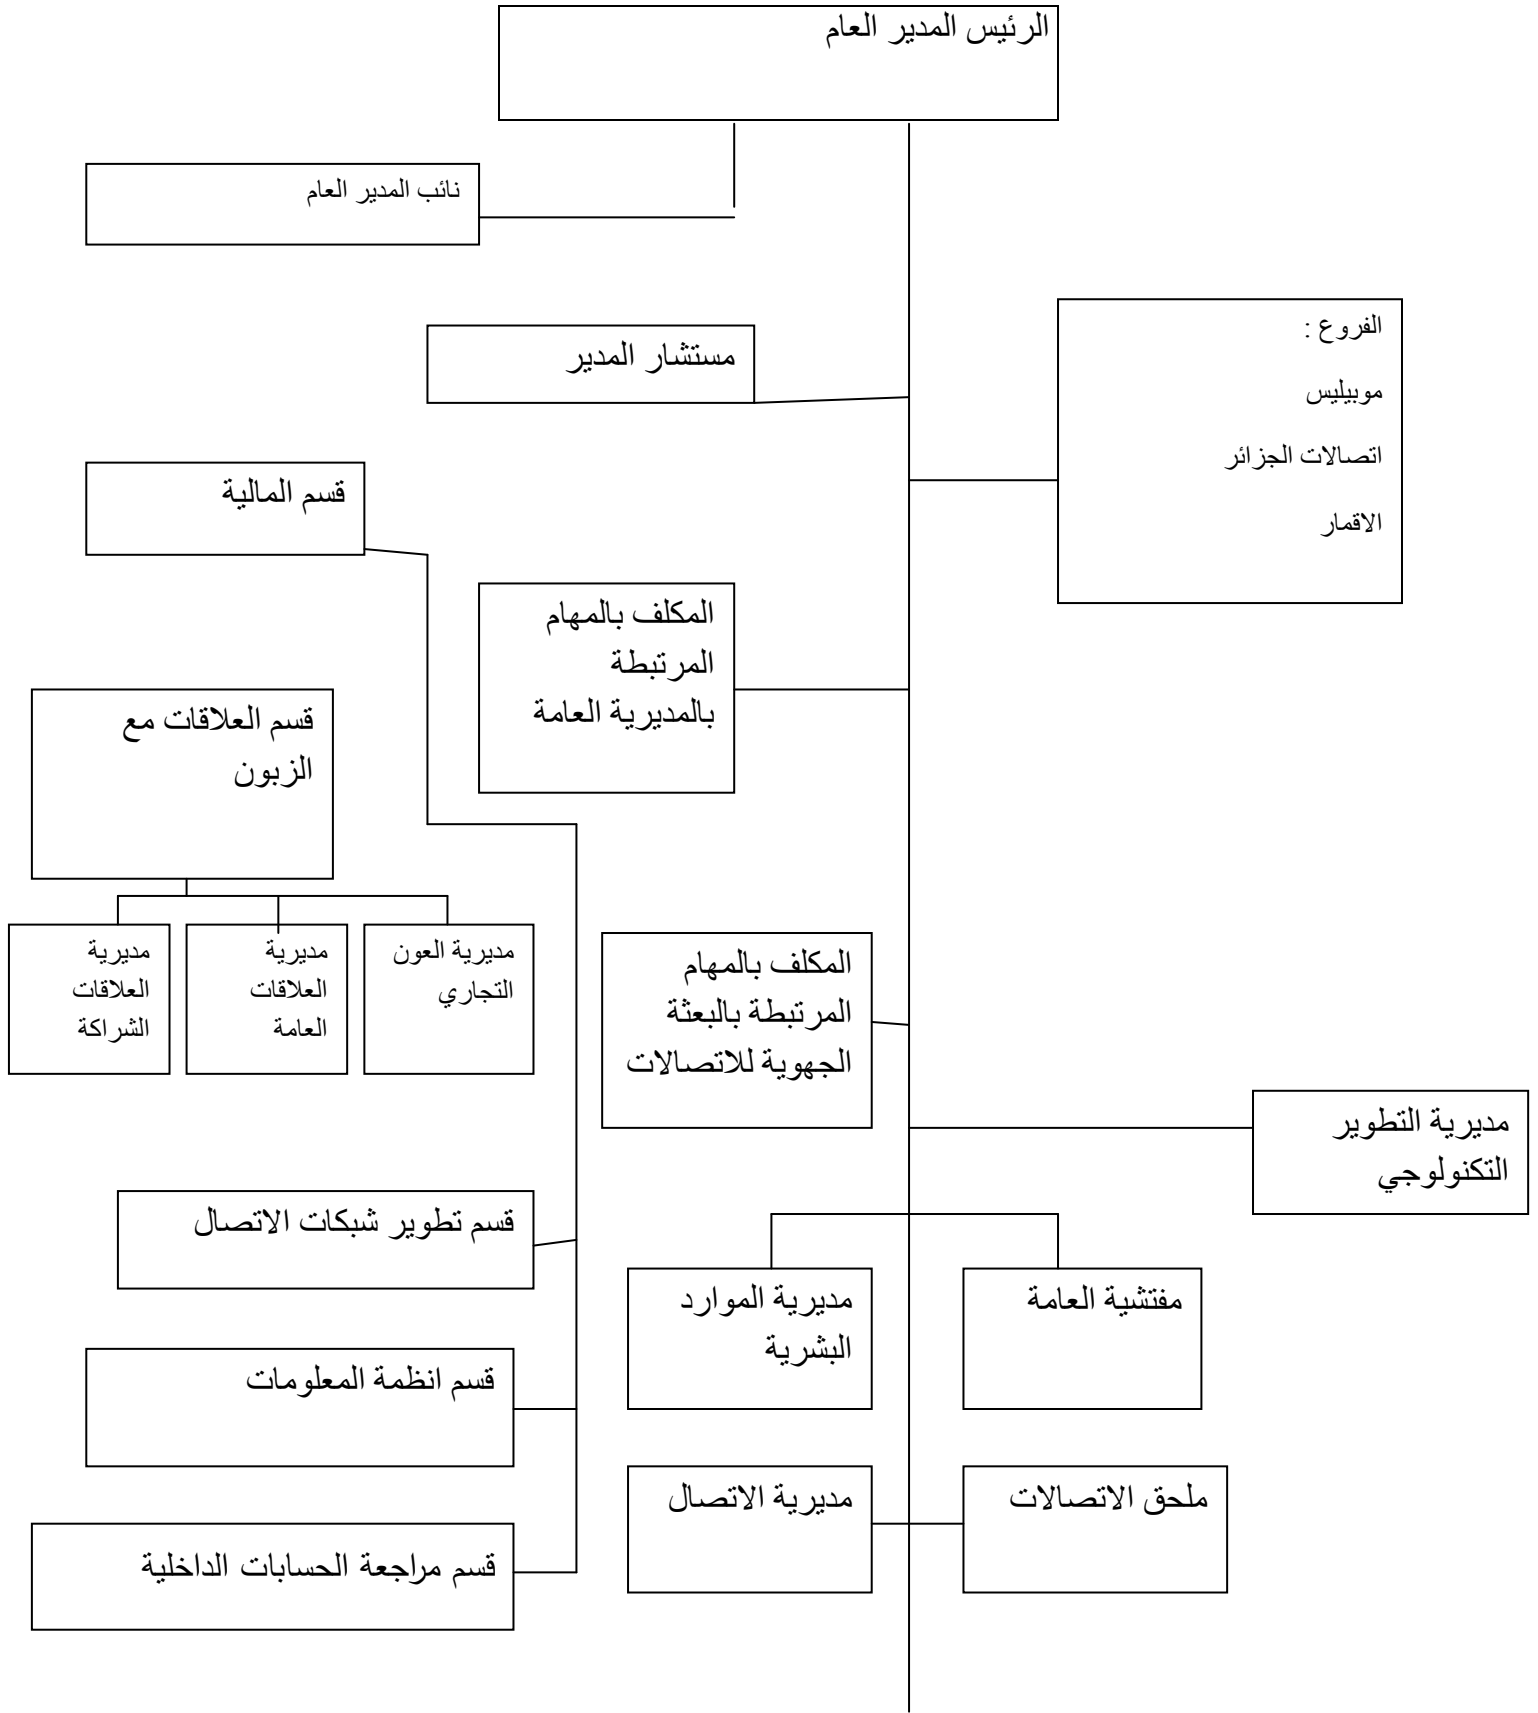 الرئيس المدير العام
نائب المدير العام
الفروع :
موبيليس
اتصالات الجزائر
الاقمار
مستشار المدير
قسم المالية
المكلف بالمهام
المرتبطة
بالمديرية العامة
قسم العلاقات مع
الزبون
مديرية العون
التجاري
مديرية
العلاقات
العامة
مديرية
العلاقات
الشراكة
المكلف بالمهام
المرتبطة بالبعثة
الجهوية للاتصالات
مديرية التطوير
التكنولوجي
قسم تطوير شبكات الاتصال
مفتشية العامة
مديرية الموارد
البشرية
قسم انظمة المعلومات
ملحق الاتصالات
مديرية الاتصال
قسم مراجعة الحسابات الداخلية